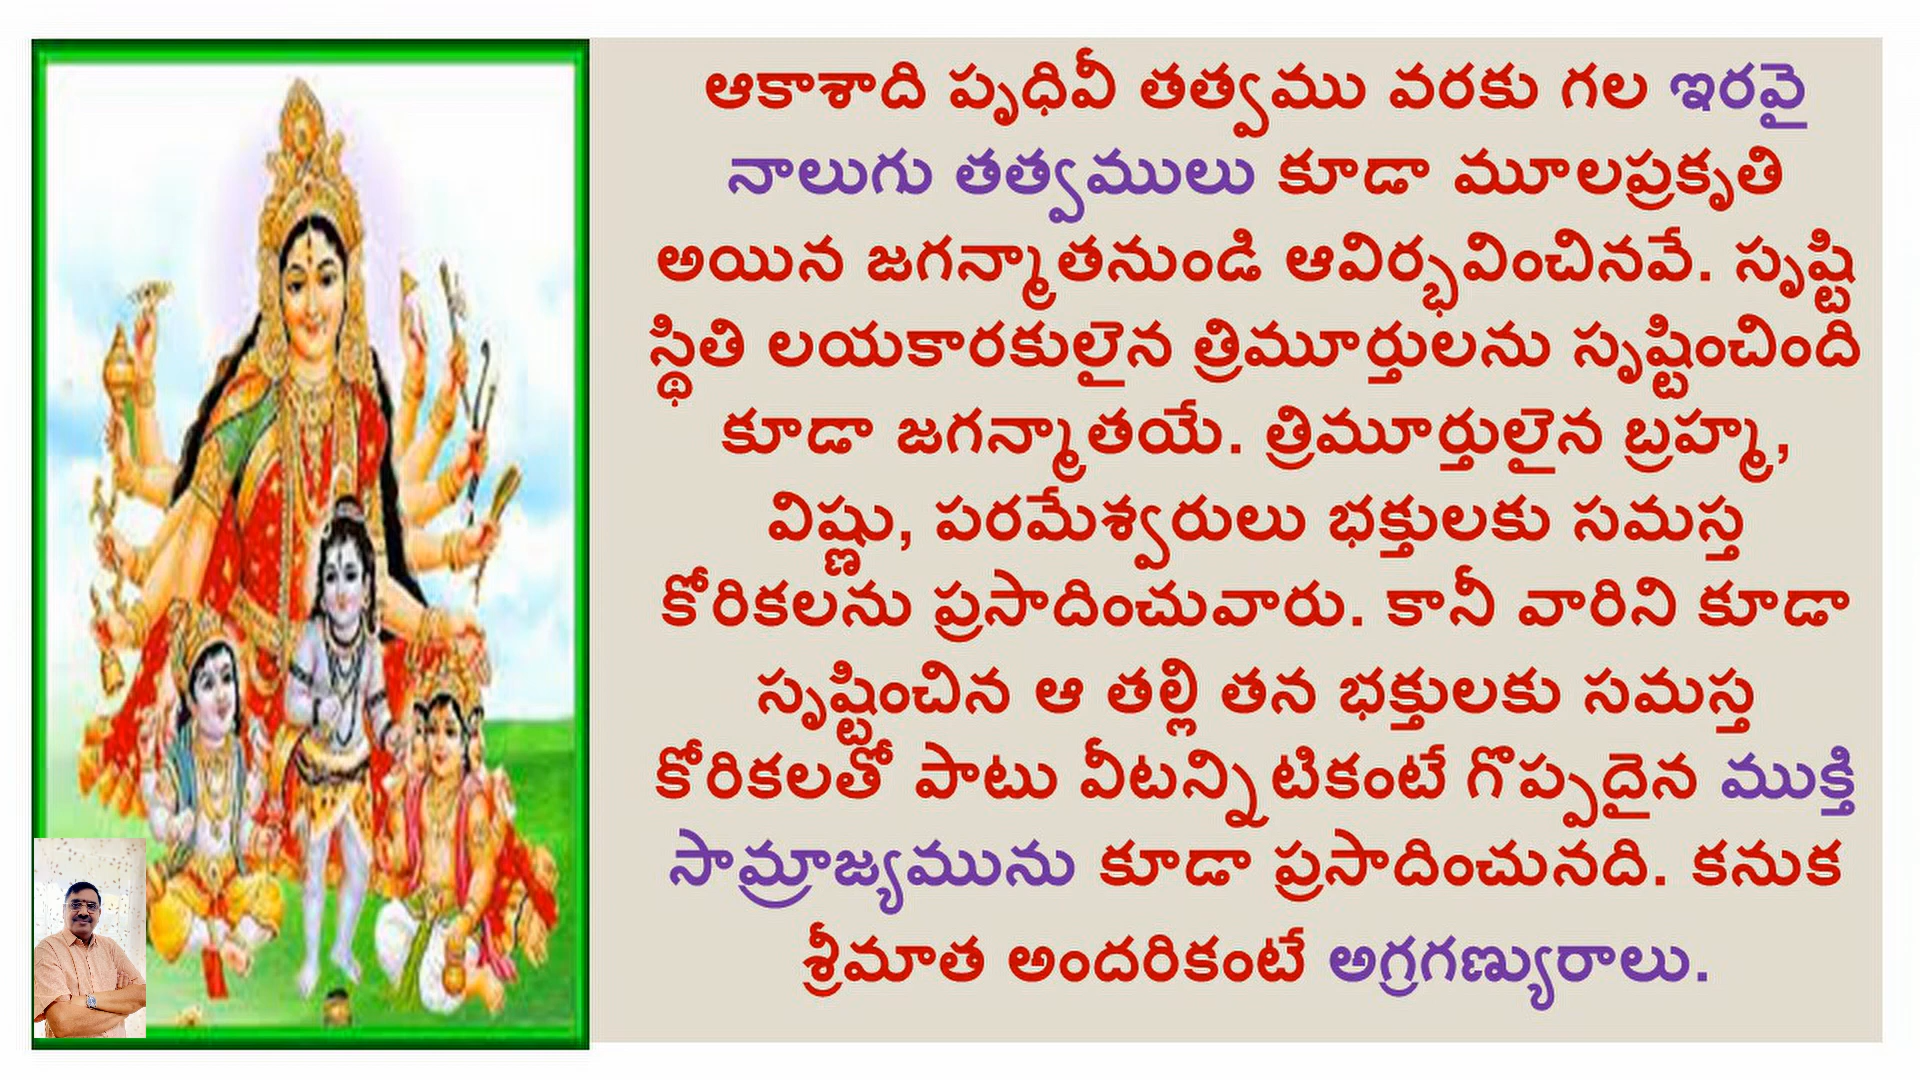 ఆకాశాది పృధివీ తత్వము వరకు గల ఇరవై
నాలుగు తత్వములు కూడా మూలప్రకృతి
అయిన జగన్మాతనుండి ఆవిర్భవించినవే. సృష్టి
స్థితి లయకారకులైన త్రిమూర్తులను సృష్టించింది
కూడా జగన్మాతయే. త్రిమూర్తులైన బ్రహ్మ,
విష్ణు, పరమేశ్వరులు భక్తులకు సమస్త
కోరికలను ప్రసాదించువారు. కానీ వారిని కూడా
సృష్టించిన ఆ తల్లి తన భక్తులకు సమస్త
కోరికలతో పాటు వీటన్నిటికంటే గొప్పదైన ముక్తి
సామ్రాజ్యమును కూడా ప్రసాదించునది. కనుక
శ్రీమాత అందరికంటే అగ్రగణ్యురాలు.